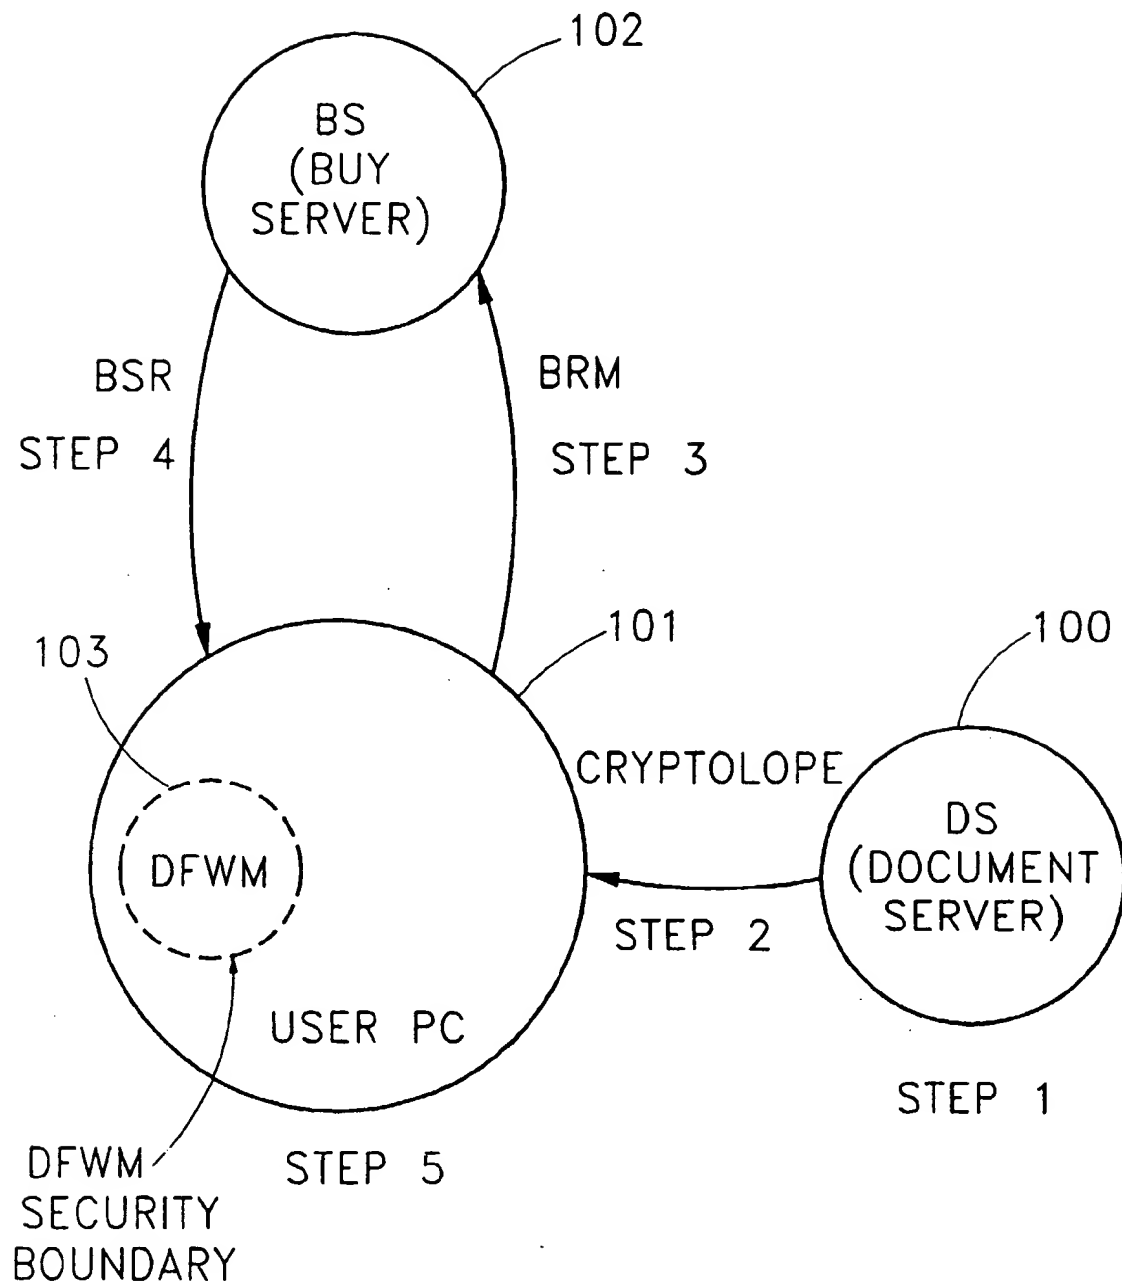 102
BS
(BUY
SERVER)
BSR
BRM
STEP 4
STEP 3
103
101
100
CRYPTOLOPE
DFWM
DS
(DOCUMENT
SERVER)
STEP 2
USER PC
STEP 1
STEP 5
DFWM
SECURITY
BOUNDARY